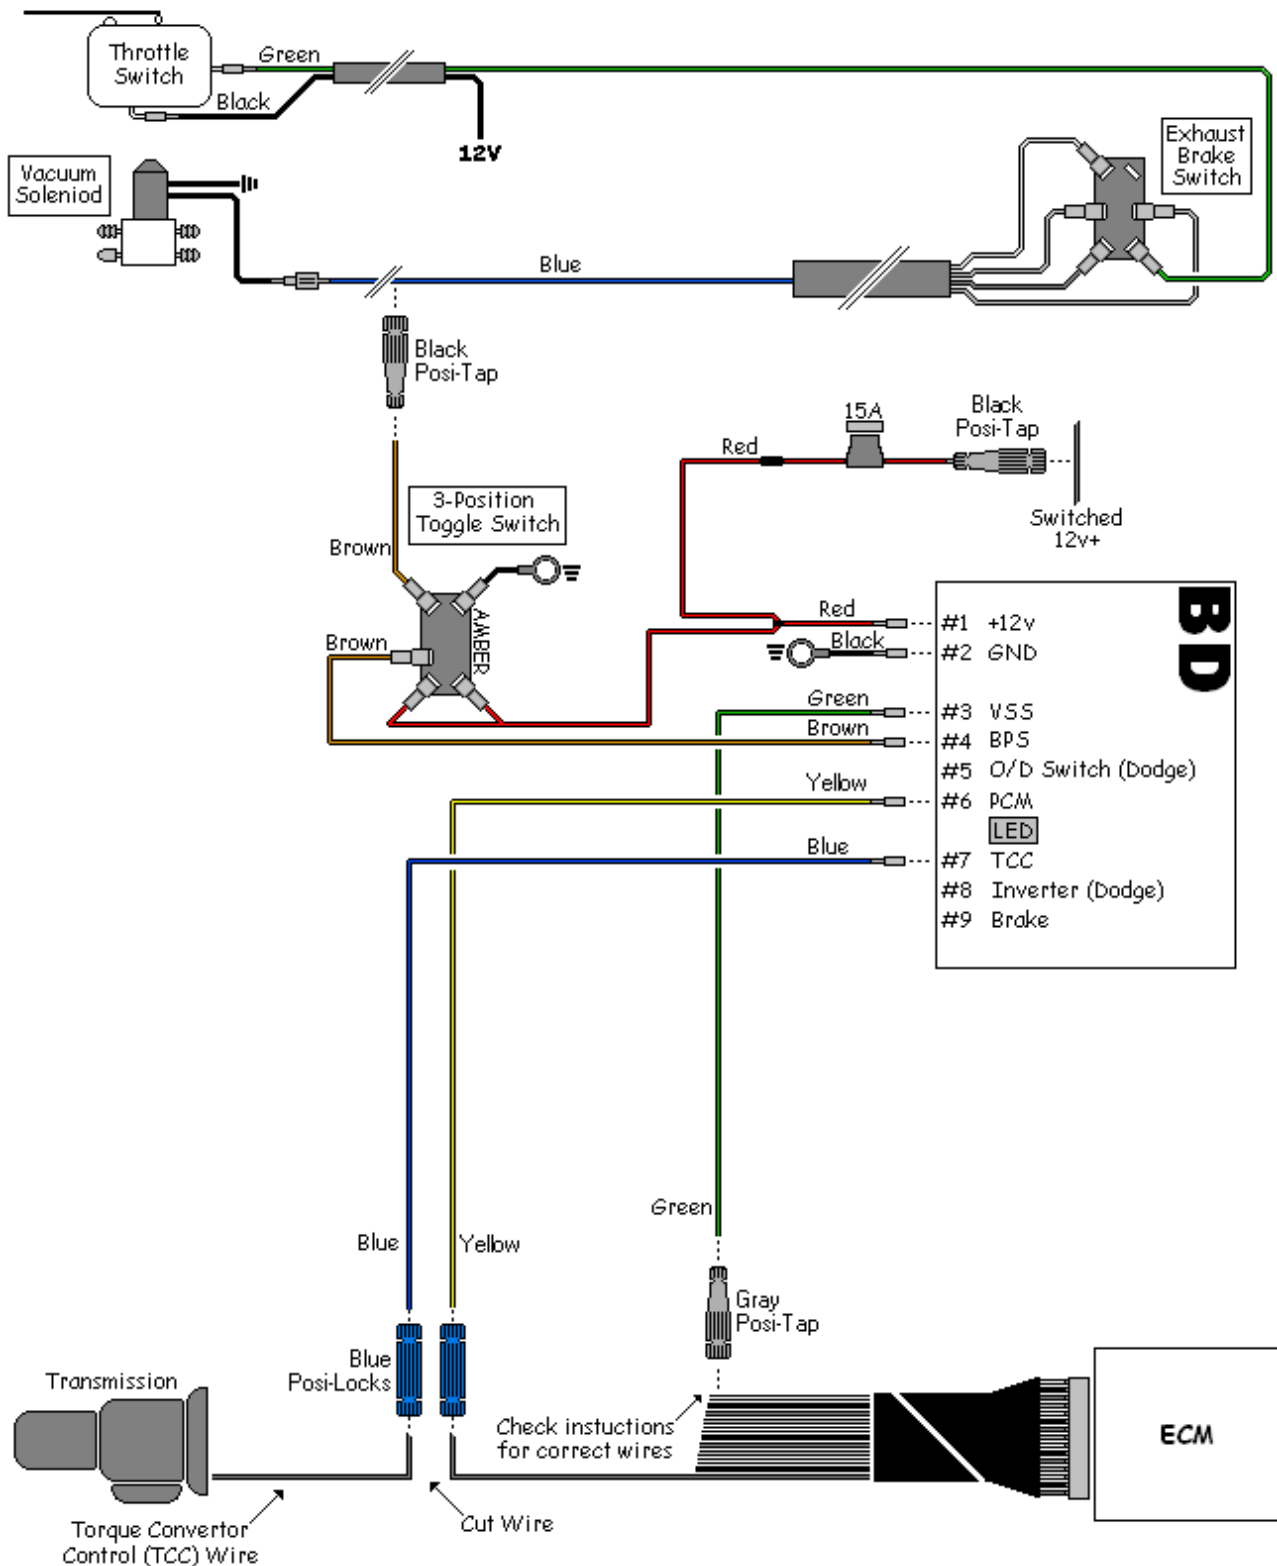 Throttle
Switch
Green
Black
12V
Exhaust
Brake
Switch
Vacuum
Soleniod
Blue
Black
Posi-Tap
15A
Black
Posi-Tap
Red
Switched
12v+
3-Position
Toggle Switch
Brown
AMBER
Brown
Red
Black
BD
#1 +12v
#2 GND
Green
#3 VSS
Brown
#4 BPS
#5 O/D Switch (Dodge)
Yellow
#6 PCM
LED
Blue
#7 TCC
#8 Inverter (Dodge)
#9 Brake
Green
Blue
Yellow
Gray
Posi-Tap
Blue
Posi-Locks
Transmission
Check instuctions
for correct wires
ECM
Cut Wire
Torque Convertor
Control (TCC) Wire